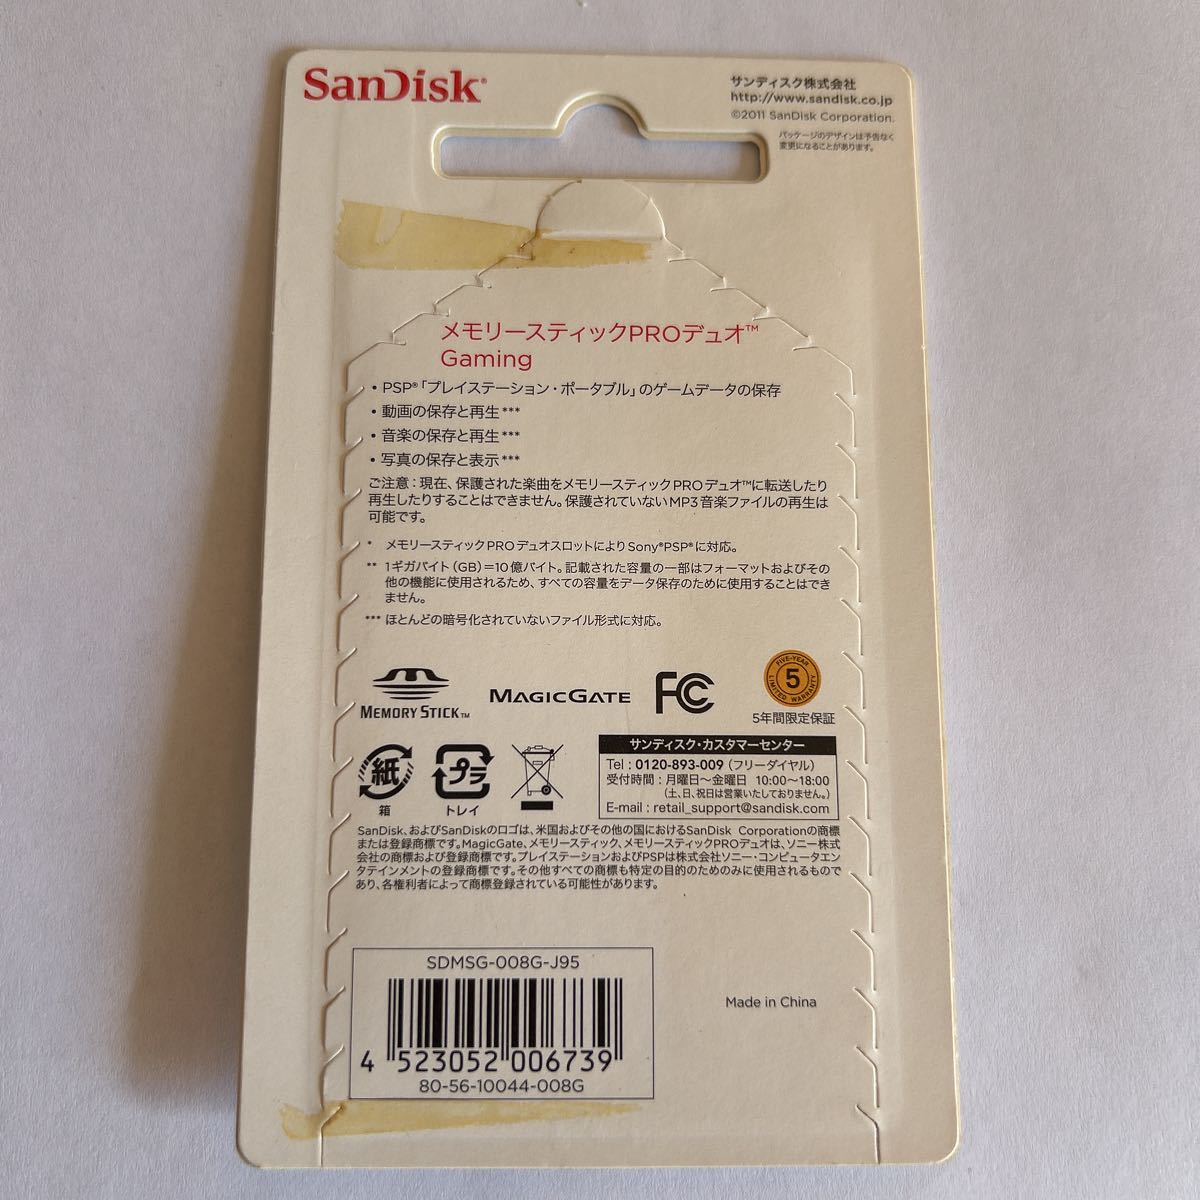 SanDisk®
サンディスク株式会社
http://www.sandisk.co.jp
©2011 SanDisk Corporation.
パッケージのデザインは予告なく
変更になることがあります。
メモリースティックPROデュオ™
Gaming
・PSP®「プレイステーション・ポータブル」のゲームデータの保存
・動画の保存と再生***
・音楽の保存と再生***
・写真の保存と表示***
ご注意：現在、保護された楽曲をメモリースティックPROデュオ™に転送したり
再生したりすることはできません。保護されていないMP3音楽ファイルの再生は
可能です。
* メモリースティックPROデュオスロットによりSony®PSP®に対応。
** 1ギガバイト（GB）＝10億バイト。記載された容量の一部はフォーマットおよびその
他の機能に使用されるため、すべての容量をデータ保存のために使用することはでき
ません。
*** ほとんどの暗号化されていないファイル形式に対応。
MEMORY STICK™
MAGICGATE
FC
FIVE-YEAR
5
LIMITED WARRANTY
5年間限定保証
紙
箱
プラ
トレイ
サンディスク・カスタマーセンター
Tel：0120-893-009（フリーダイヤル）
受付時間：月曜日〜金曜日 10:00〜18:00
（土、日、祝日は営業いたしておりません。）
E-mail：retail_support@sandisk.com
SanDisk、およびSanDiskのロゴは、米国およびその他の国におけるSanDisk Corporationの商標
または登録商標です。MagicGate、メモリースティック、メモリースティックPROデュオは、ソニー株式
会社の商標および登録商標です。プレイステーションおよびPSPは株式会社ソニー・コンピュータエン
タテインメントの登録商標です。その他すべての商標も特定の目的のためのみに使用されるもので
あり、各権利者によって商標登録されている可能性があります。
SDMSG-008G-J95
4 523052 006739
80-56-10044-008G
Made in China